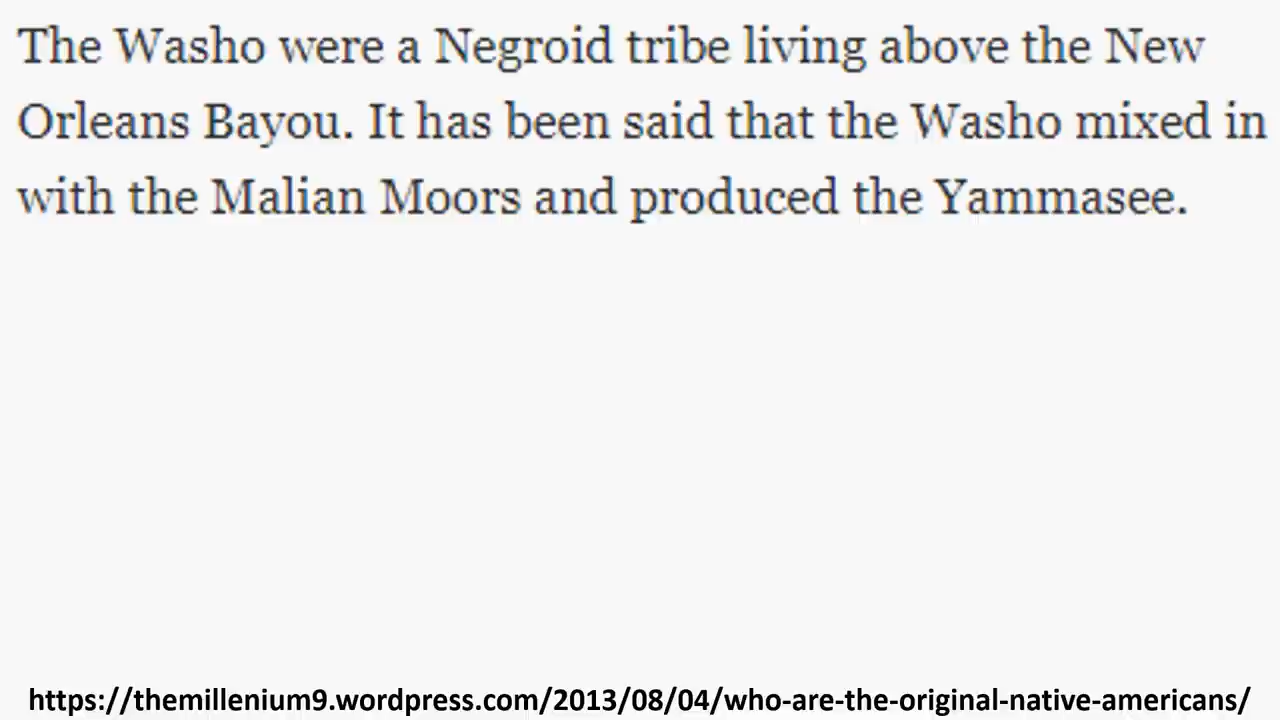 The Washo were a Negroid tribe living above the New
Orleans Bayou. It has been said that the Washo mixed in
with the Malian Moors and produced the Yammasee.
https://themillenium9.wordpress.com/2013/08/04/who-are-the-original-native-americans/